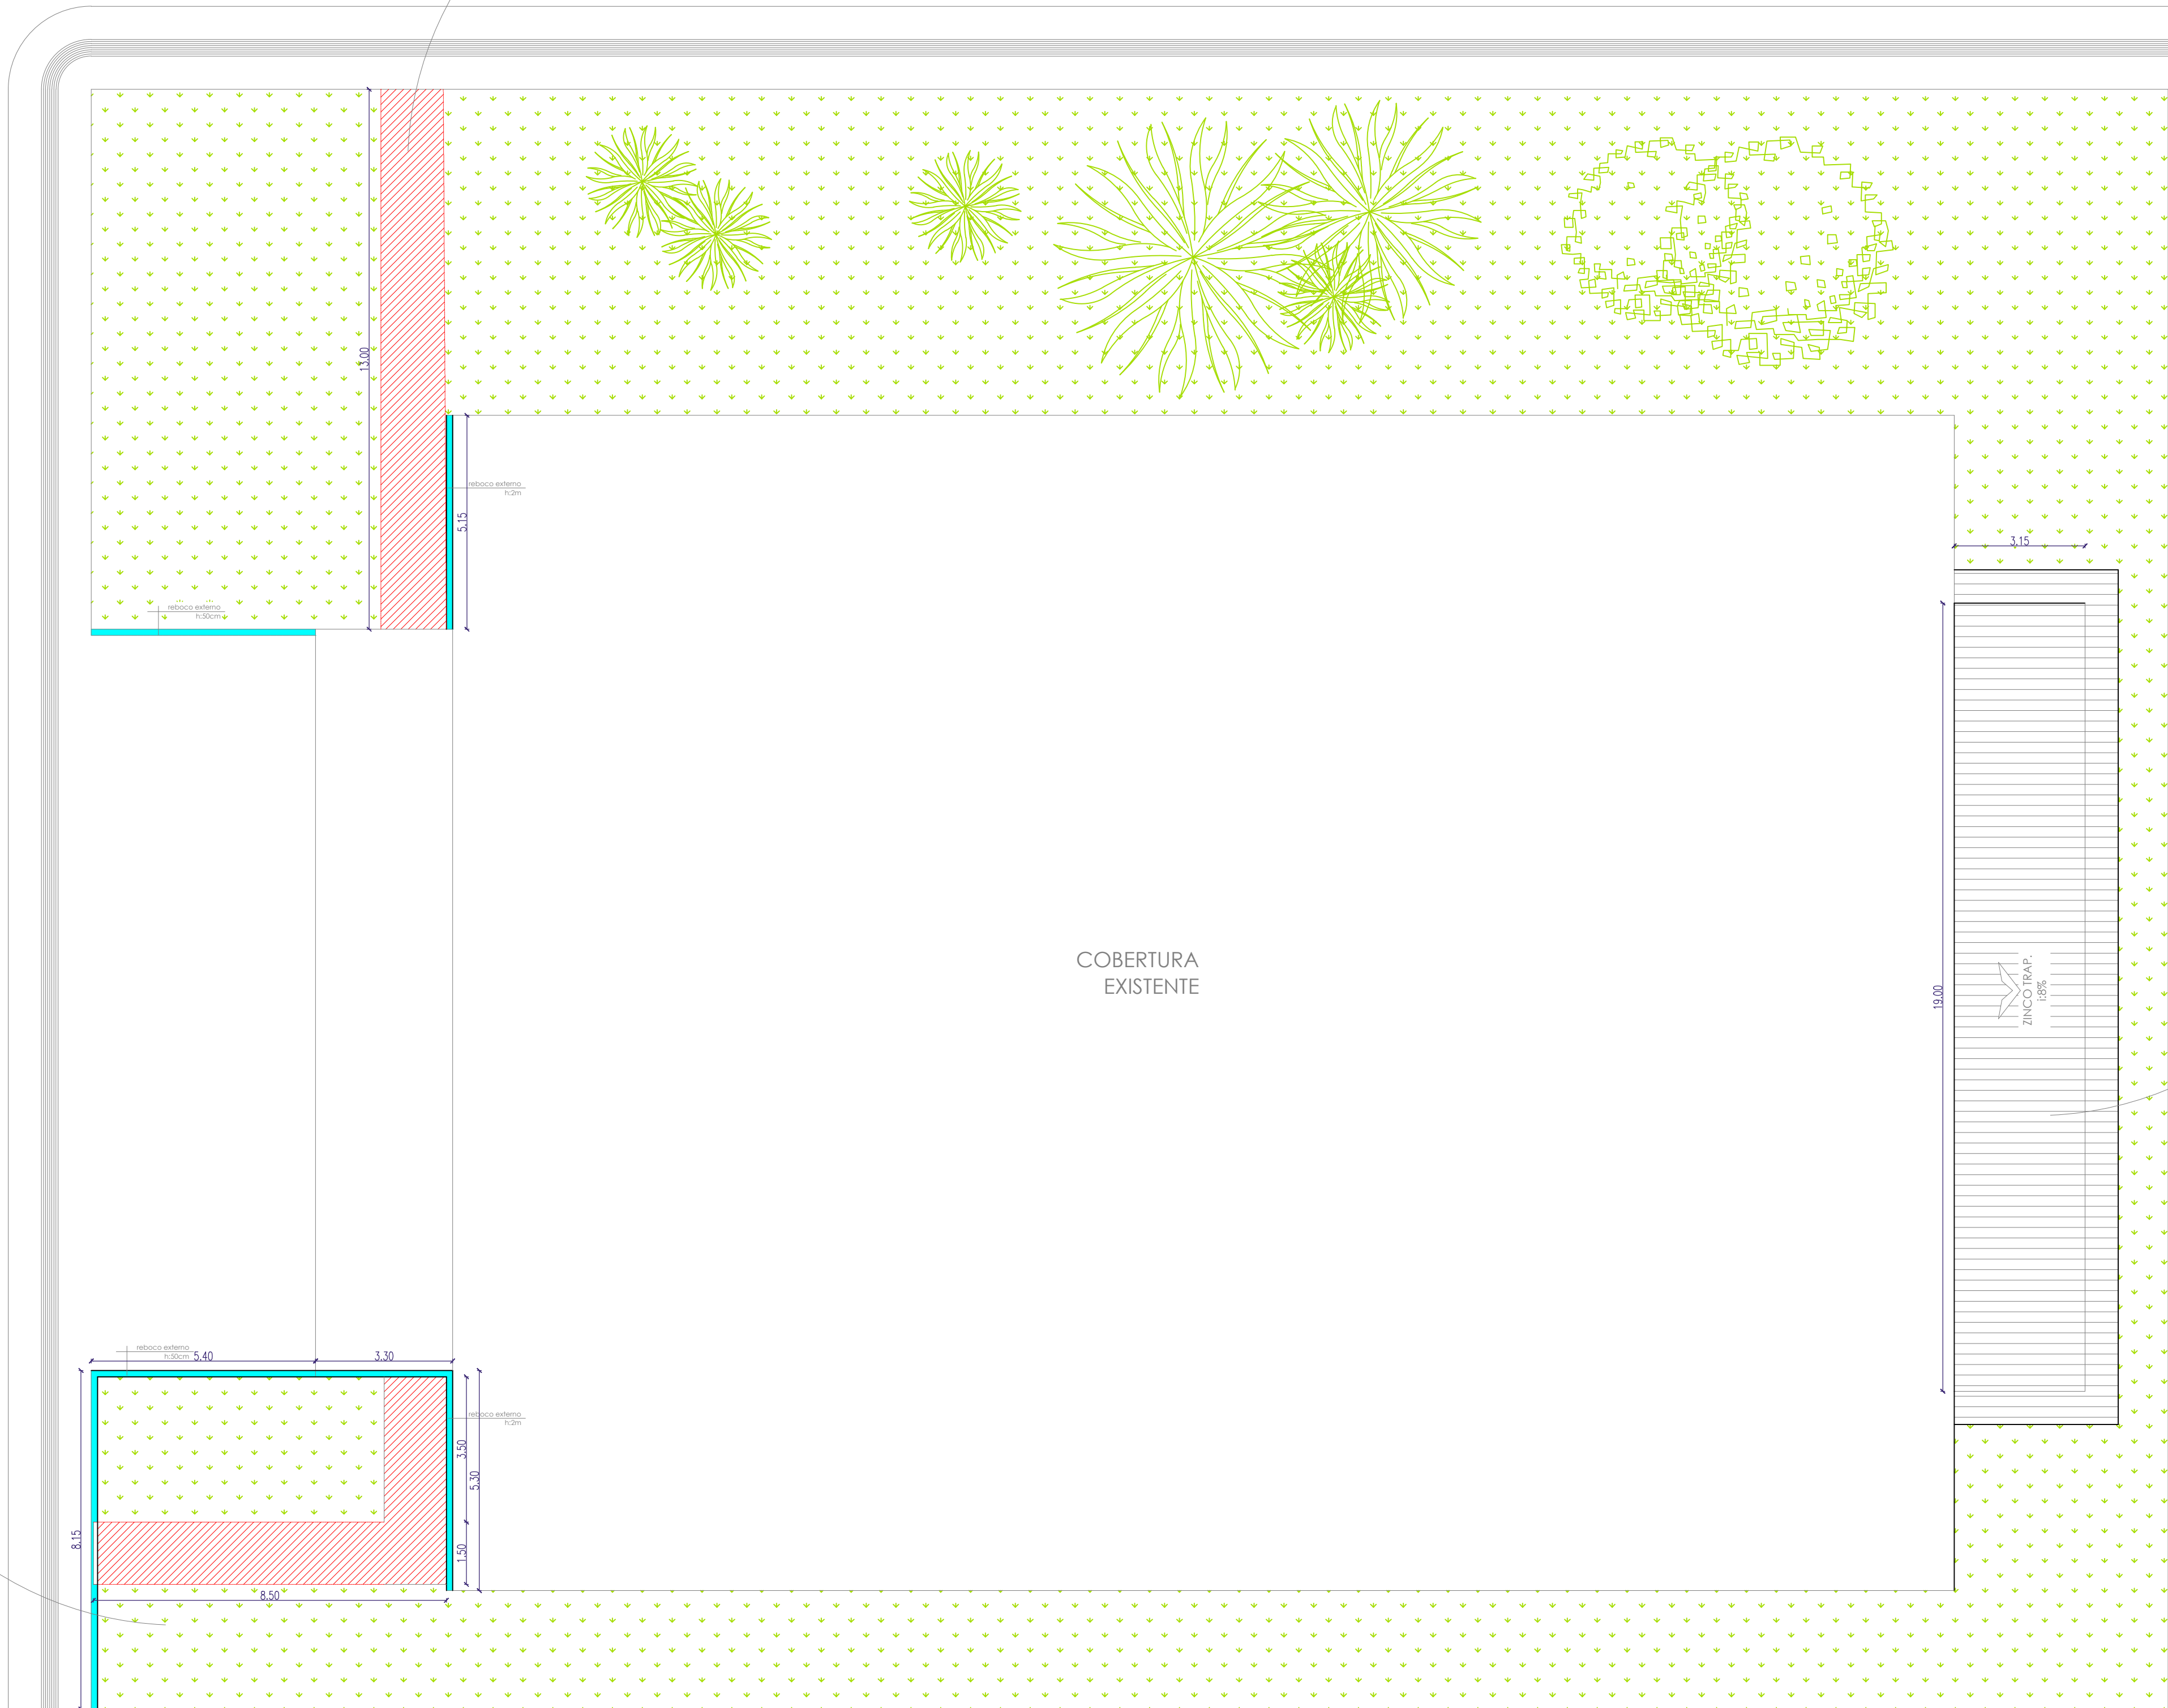 13.00
reboco externo
h:2m
5.15
3.15
reboco externo
h:50cm
COBERTURA
EXISTENTE
19.00
ZINCO TRAP.
i:8%
reboco externo
h:50cm
5.40
3.30
reboco externo
h:2m
3.50
5.30
8.15
1.50
8.50